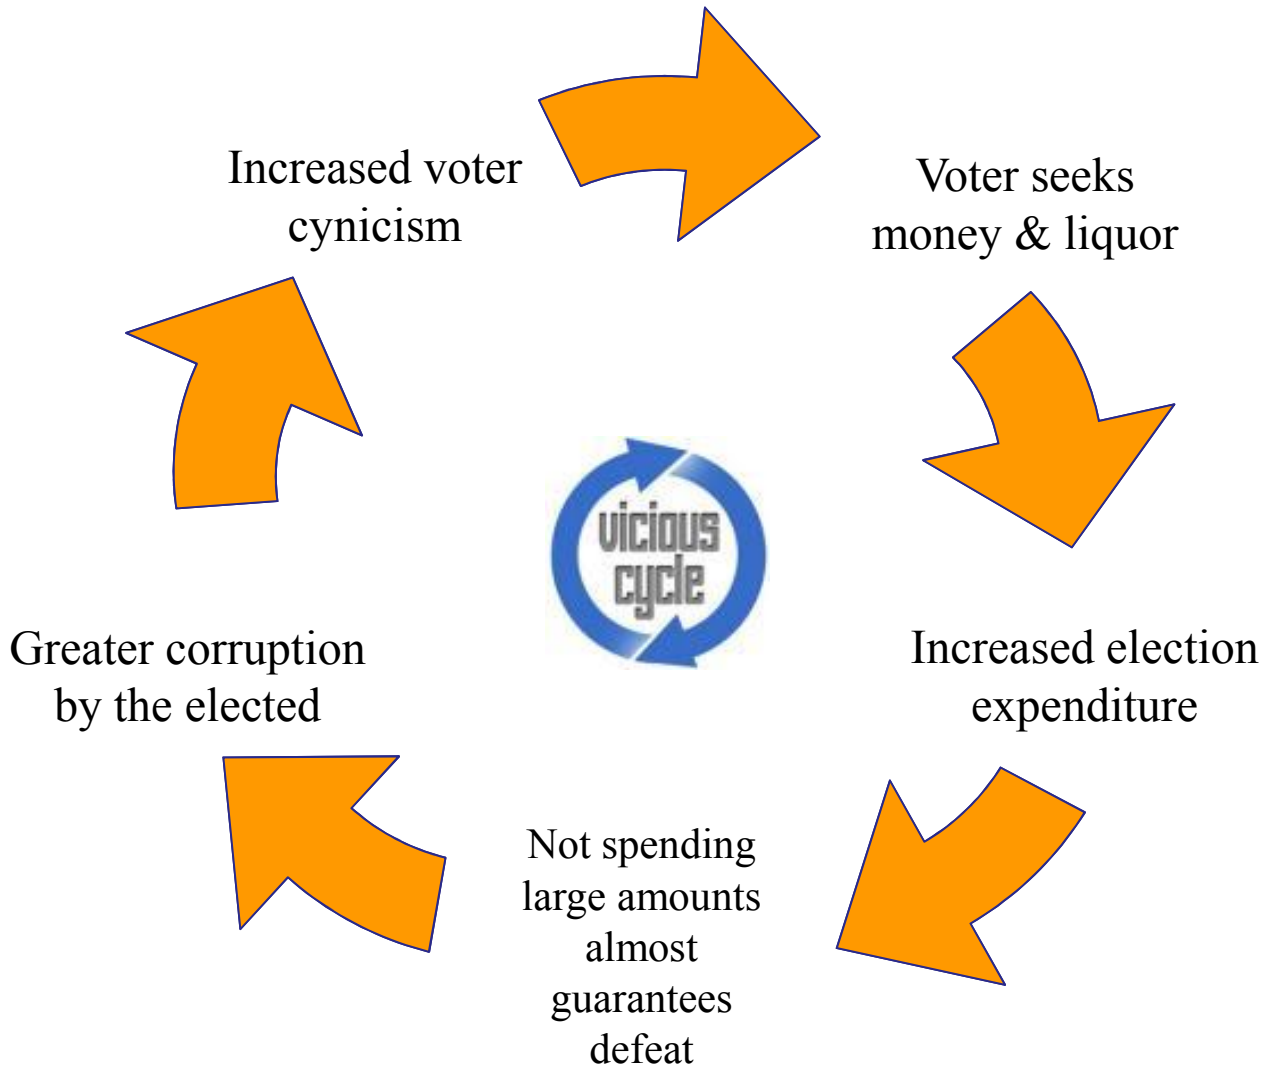 Increased voter
cynicism
Voter seeks
money & liquor
vicious
cycle
Greater corruption
by the elected
Increased election
expenditure
Not spending
large amounts
almost
guarantees
defeat